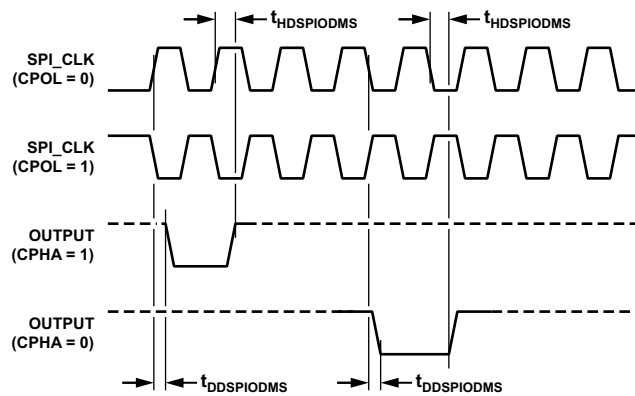 tHDSPIODMS
SPI_CLK
(CPOL = 0)
tHDSPIODMS
SPI_CLK
(CPOL = 1)
OUTPUT
(CPHA = 1)
OUTPUT
(CPHA = 0)
tDDSPIODMS
tDDSPIODMS